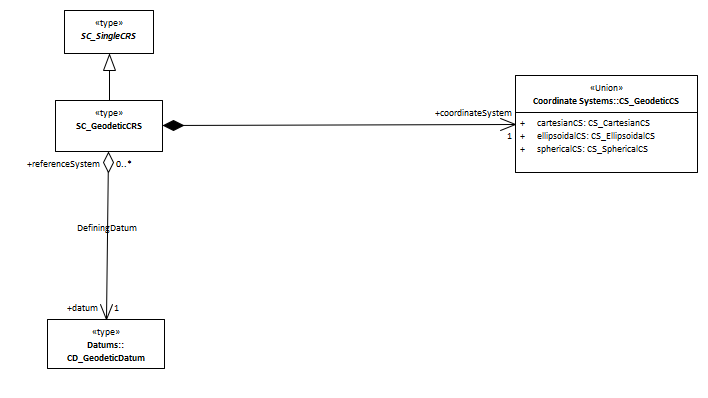 «type»
SC_SingleCRS
«type»
SC_GeodeticCRS
+coordinateSystem
1
«Union»
Coordinate Systems::CS_GeodeticCS
+ cartesianCS: CS_CartesianCS
+ ellipsoidalCS: CS_EllipsoidalCS
+ sphericalCS: CS_SphericalCS
+referenceSystem 0..*
DefiningDatum
+datum 1
«type»
Datums::
CD_GeodeticDatum